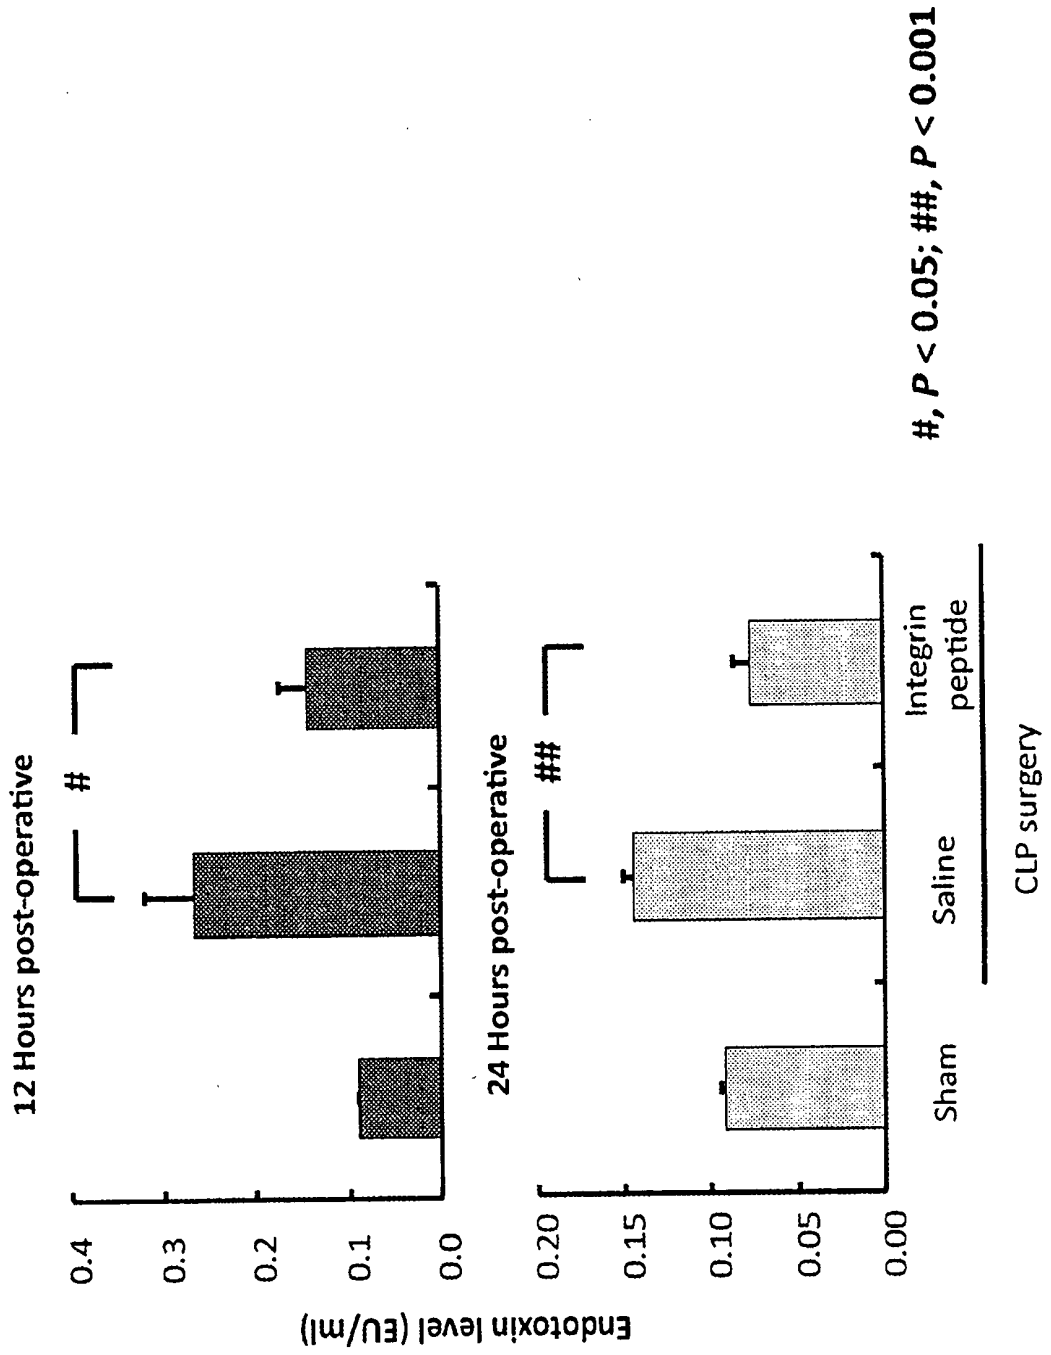 12 Hours post-operative
#
0.4
0.3
0.2
0.1
0.0
24 Hours post-operative
##
0.20
0.15
0.10
0.05
0.00
Endotoxin level (EU/ml)
Sham
Saline
Integrin
peptide
CLP surgery
#, P < 0.05; ##, P < 0.001